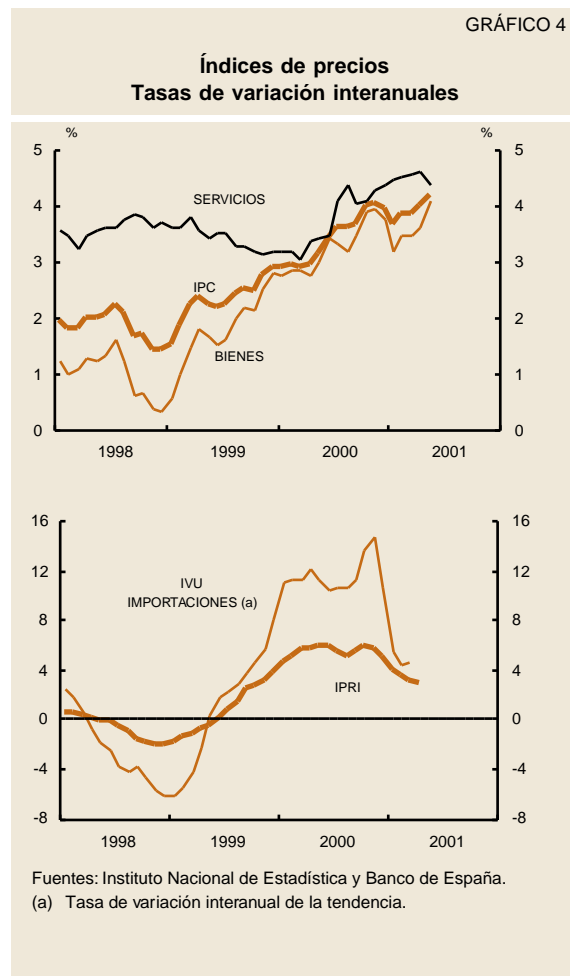 GRÁFICO 4
Índices de precios
Tasas de variación interanuales
% %
5 5
SERVICIOS
4 4
3 3
IPC
2 2
BIENES
1 1
0 0
1998 1999 2000 2001
16 16
12 12
IVU
IMPORTACIONES (a)
8 8
4 4
IPRI
0 0
-4 -4
-8 -8
1998 1999 2000 2001
Fuentes: Instituto Nacional de Estadística y Banco de España.
(a) Tasa de variación interanual de la tendencia.